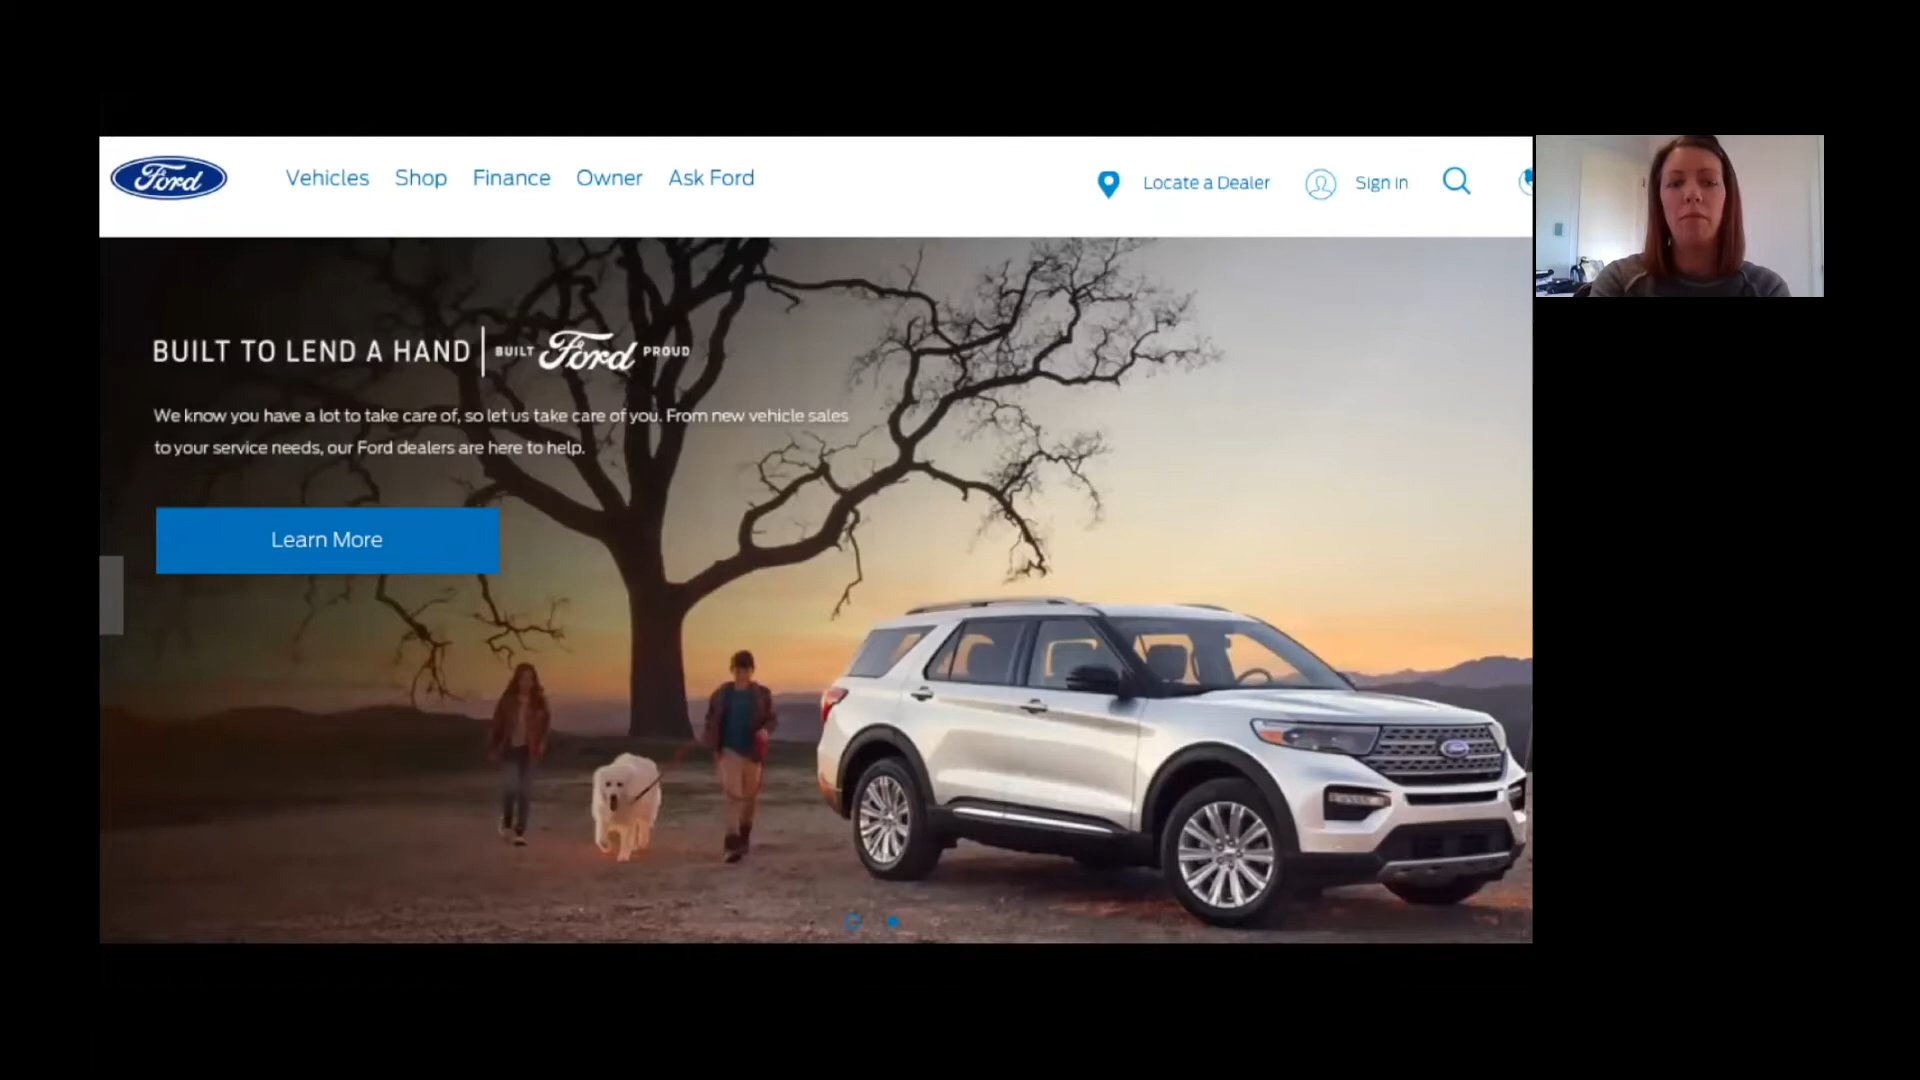 Ford
Vehicles Shop Finance Owner Ask Ford
Locate a Dealer Sign in
BUILT TO LEND A HAND BUILT Ford PROUD
We know you have a lot to take care of, so let us take care of you. From new vehicle sales
to your service needs, our Ford dealers are here to help.
Learn More